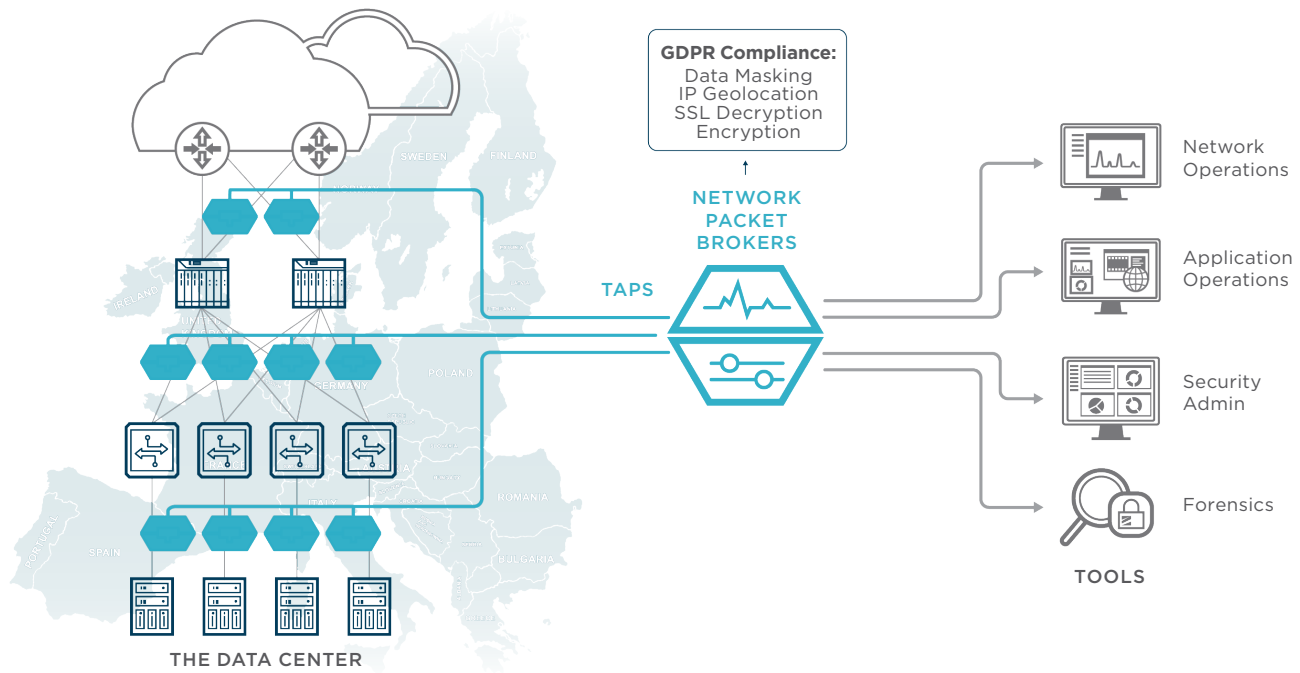 GDPR Compliance:
Data Masking
IP Geolocation
SSL Decryption
Encryption
NETWORK
PACKET
BROKERS
TAPS
Network
Operations
Application
Operations
Security
Admin
Forensics
TOOLS
THE DATA CENTER
SWEDEN
FINLAND
IRELAND
GERMANY
POLAND
ITALY
ROMANIA
BULGARIA
SPAIN
PORTUGAL